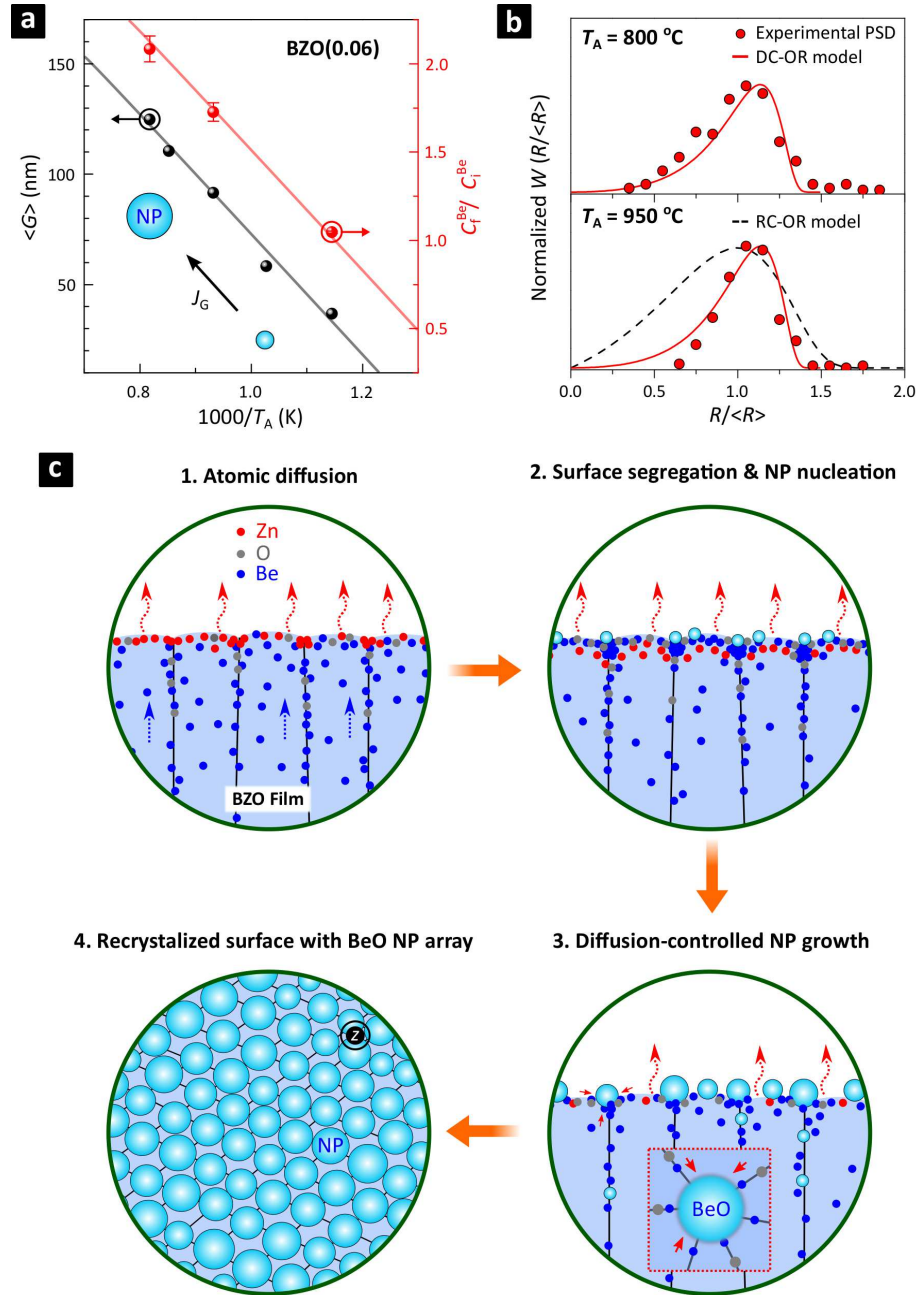 a
BZO(0.06)
<G> (nm)
150
130
110
90
70
50
NP
J_G
0.8
1.0
1.2
1000/T_A (K)
2.0
1.5
1.0
0.5
C_f^Be/ C_i^Be
b
T_A = 800 °C
Experimental PSD
DC-OR model
T_A = 950 °C
RC-OR model
Normalized W (R/<R>)
0.0
0.5
1.0
1.5
2.0
R/<R>
c
1. Atomic diffusion
Zn
O
Be
BZO Film
2. Surface segregation & NP nucleation
4. Recrystalized surface with BeO NP array
z
NP
3. Diffusion-controlled NP growth
BeO